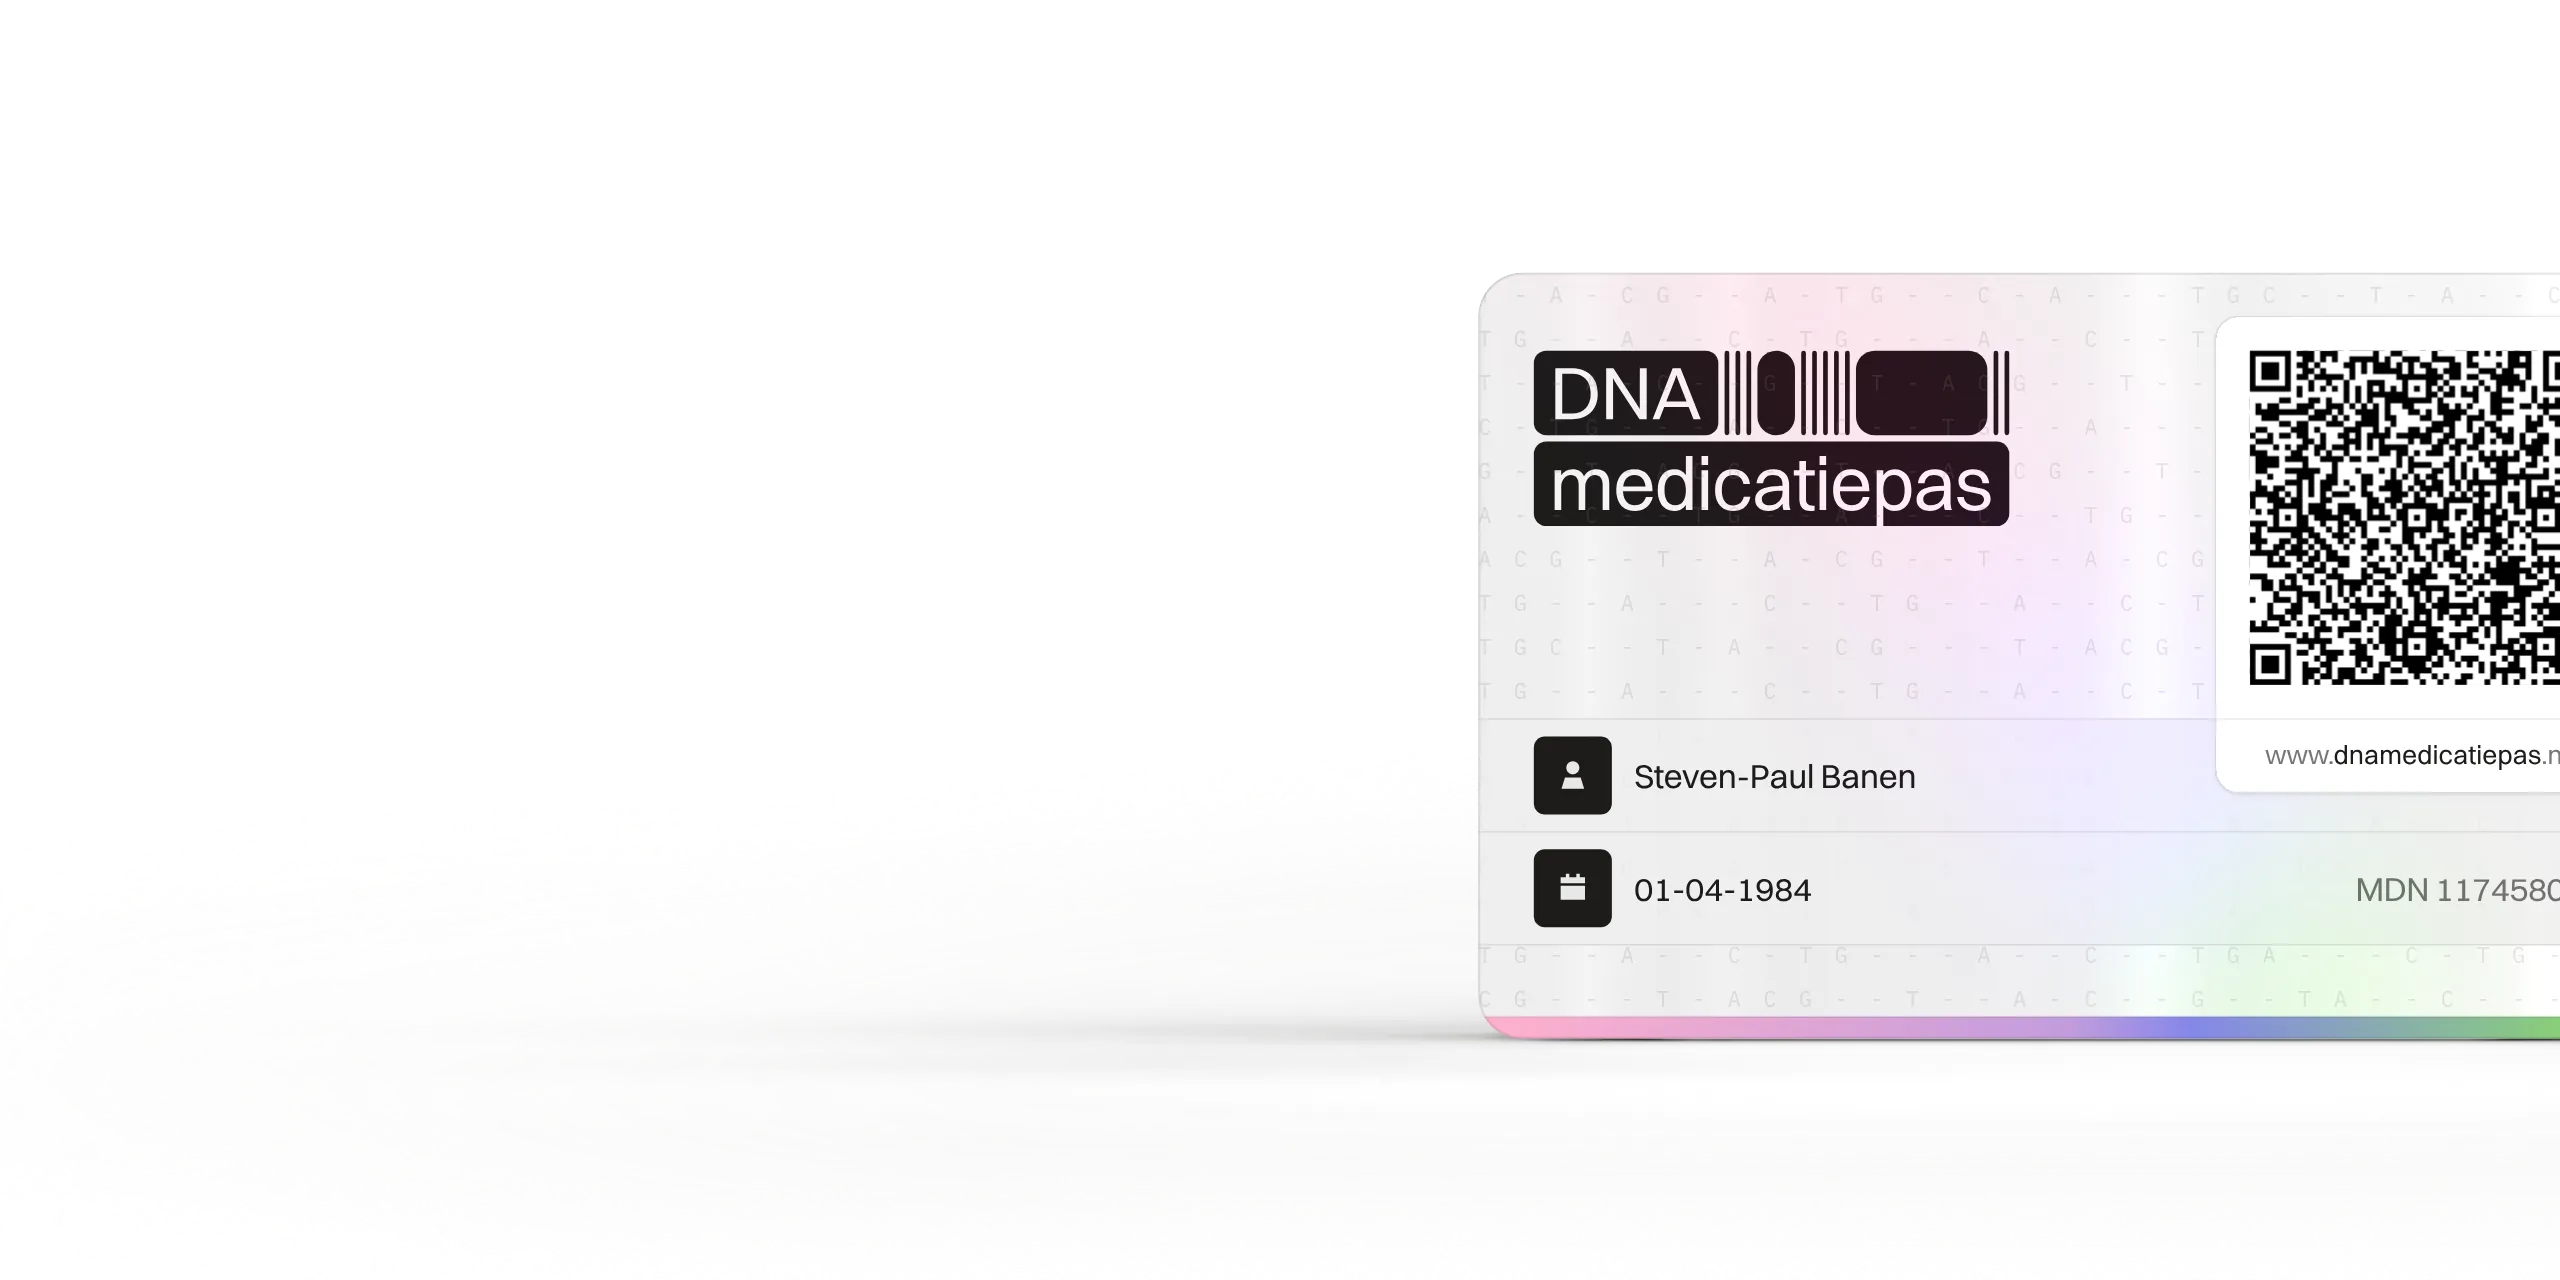 DNA
medicatiepas
www.dnamedicatiepas.n
Steven-Paul Banen
01-04-1984
MDN 1174580